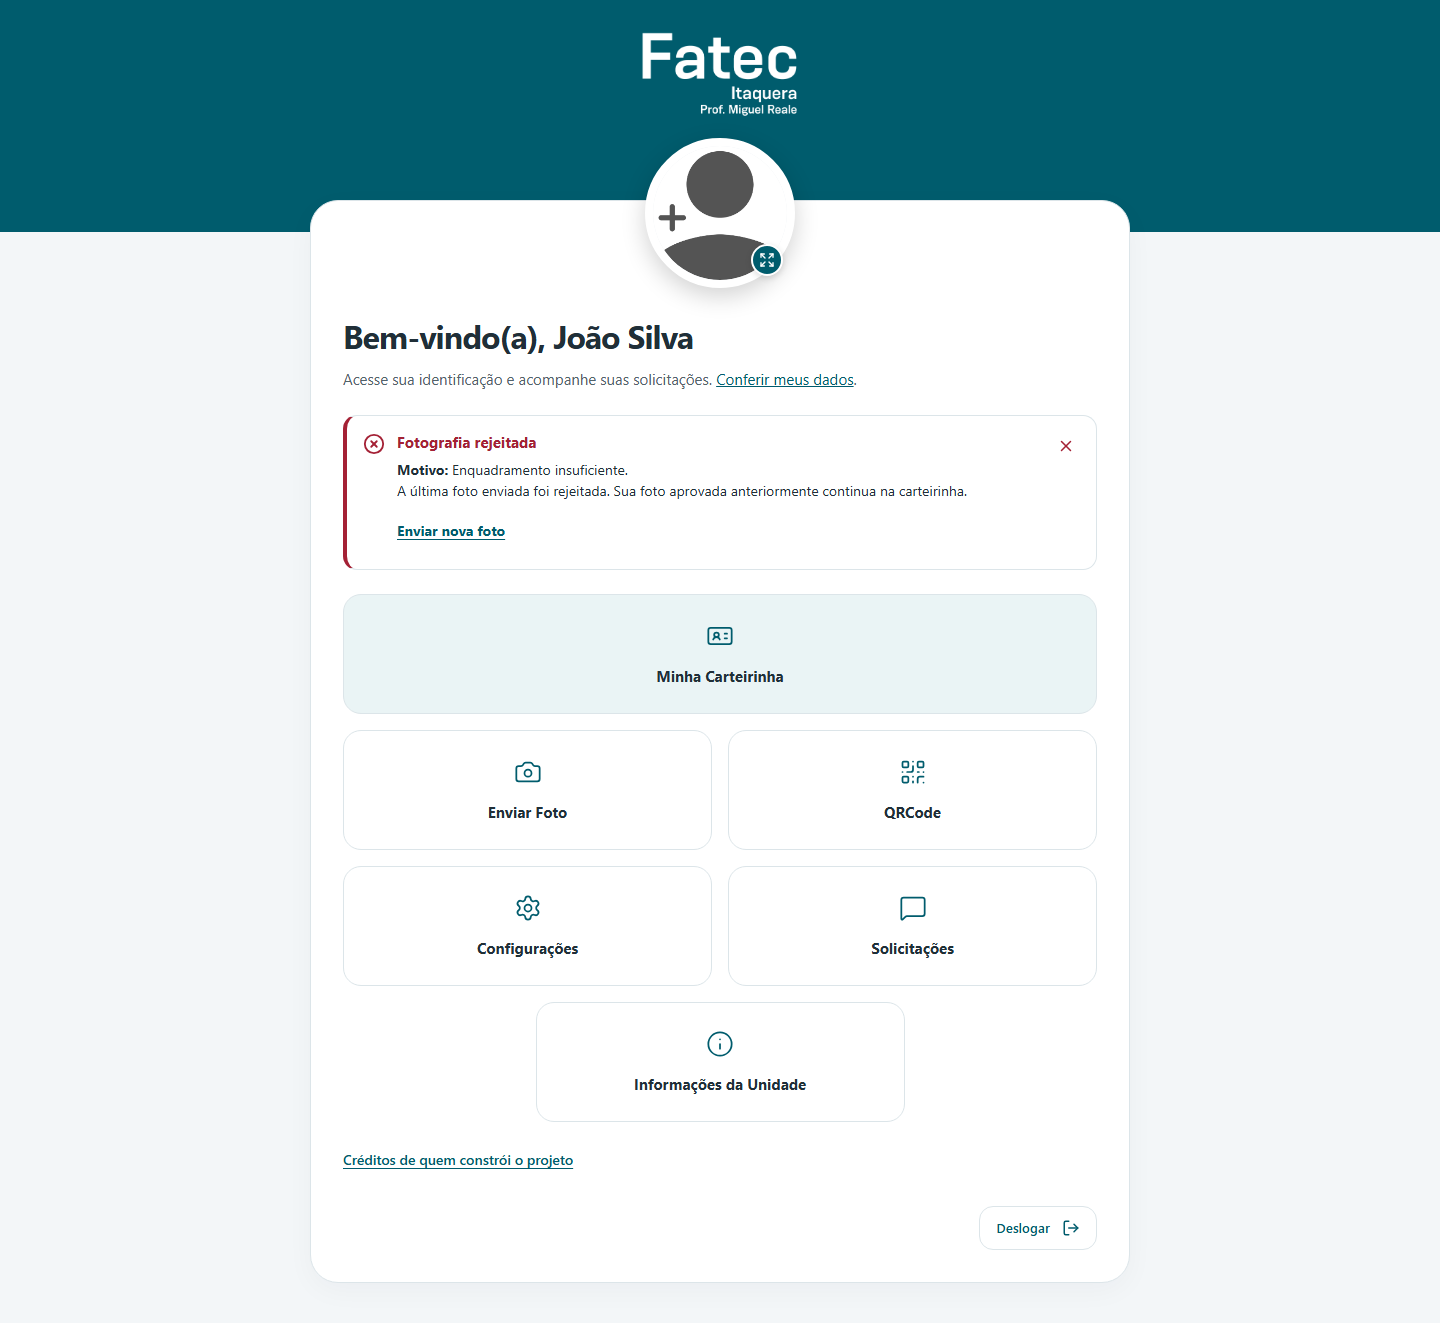 Fatec
Itaquera
Prof. Miguel Reale
Bem-vindo(a), João Silva
Acesse sua identificação e acompanhe suas solicitações. Conferir meus dados.
Fotografia rejeitada
Motivo: Enquadramento insuficiente.
A última foto enviada foi rejeitada. Sua foto aprovada anteriormente continua na carteirinha.
Enviar nova foto
Minha Carteirinha
Enviar Foto
QRCode
Configurações
Solicitações
Informações da Unidade
Créditos de quem constrói o projeto
Deslogar